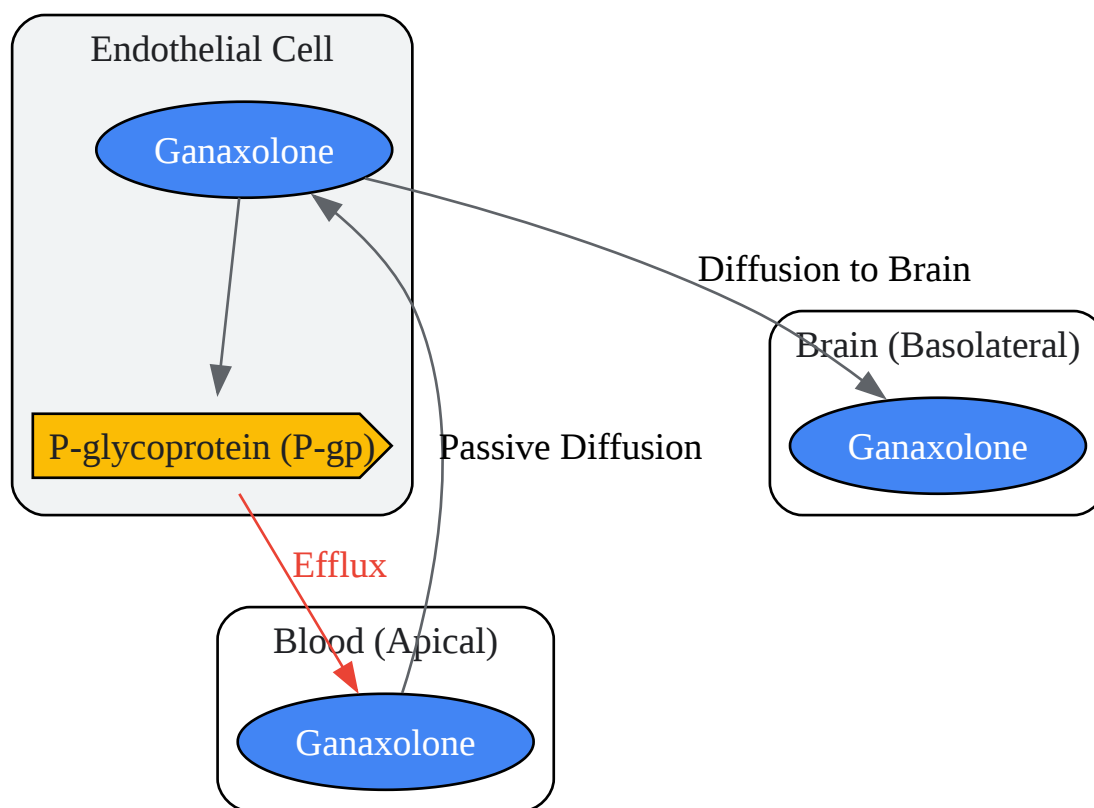 Endothelial Cell
Ganaxolone
Diffusion to Brain
Brain (Basolateral)
P-glycoprotein (P-gp)
Passive Diffusion
Ganaxolone
Efflux
Blood (Apical)
Ganaxolone